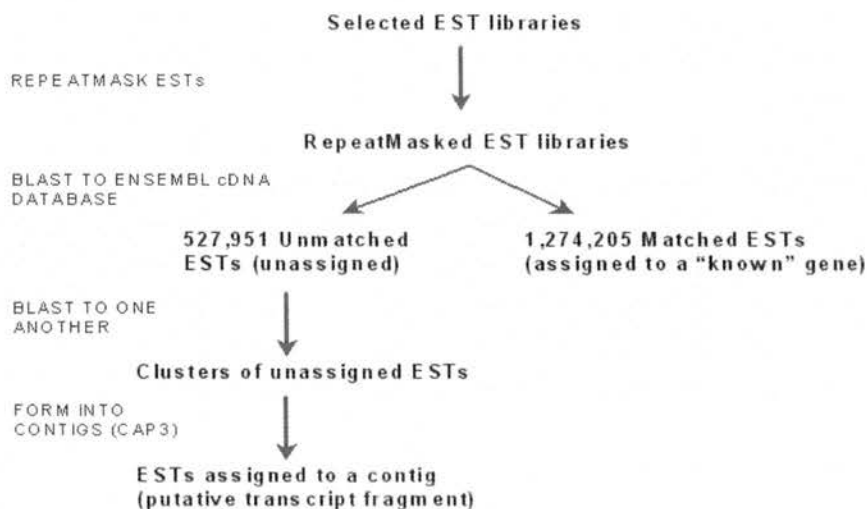 Selected EST libraries
REPEATMASK ESTs
RepeatMasked EST libraries
BLAST TO ENSEMBL cDNA
DATABASE
527,951 Unmatched
ESTs (unassigned)
1,274,205 Matched ESTs
(assigned to a “known” gene)
BLAST TO ONE
ANOTHER
Clusters of unassigned ESTs
FORM INTO
CONTIGS (CAP3)
ESTs assigned to a contig
(putative transcript fragment)